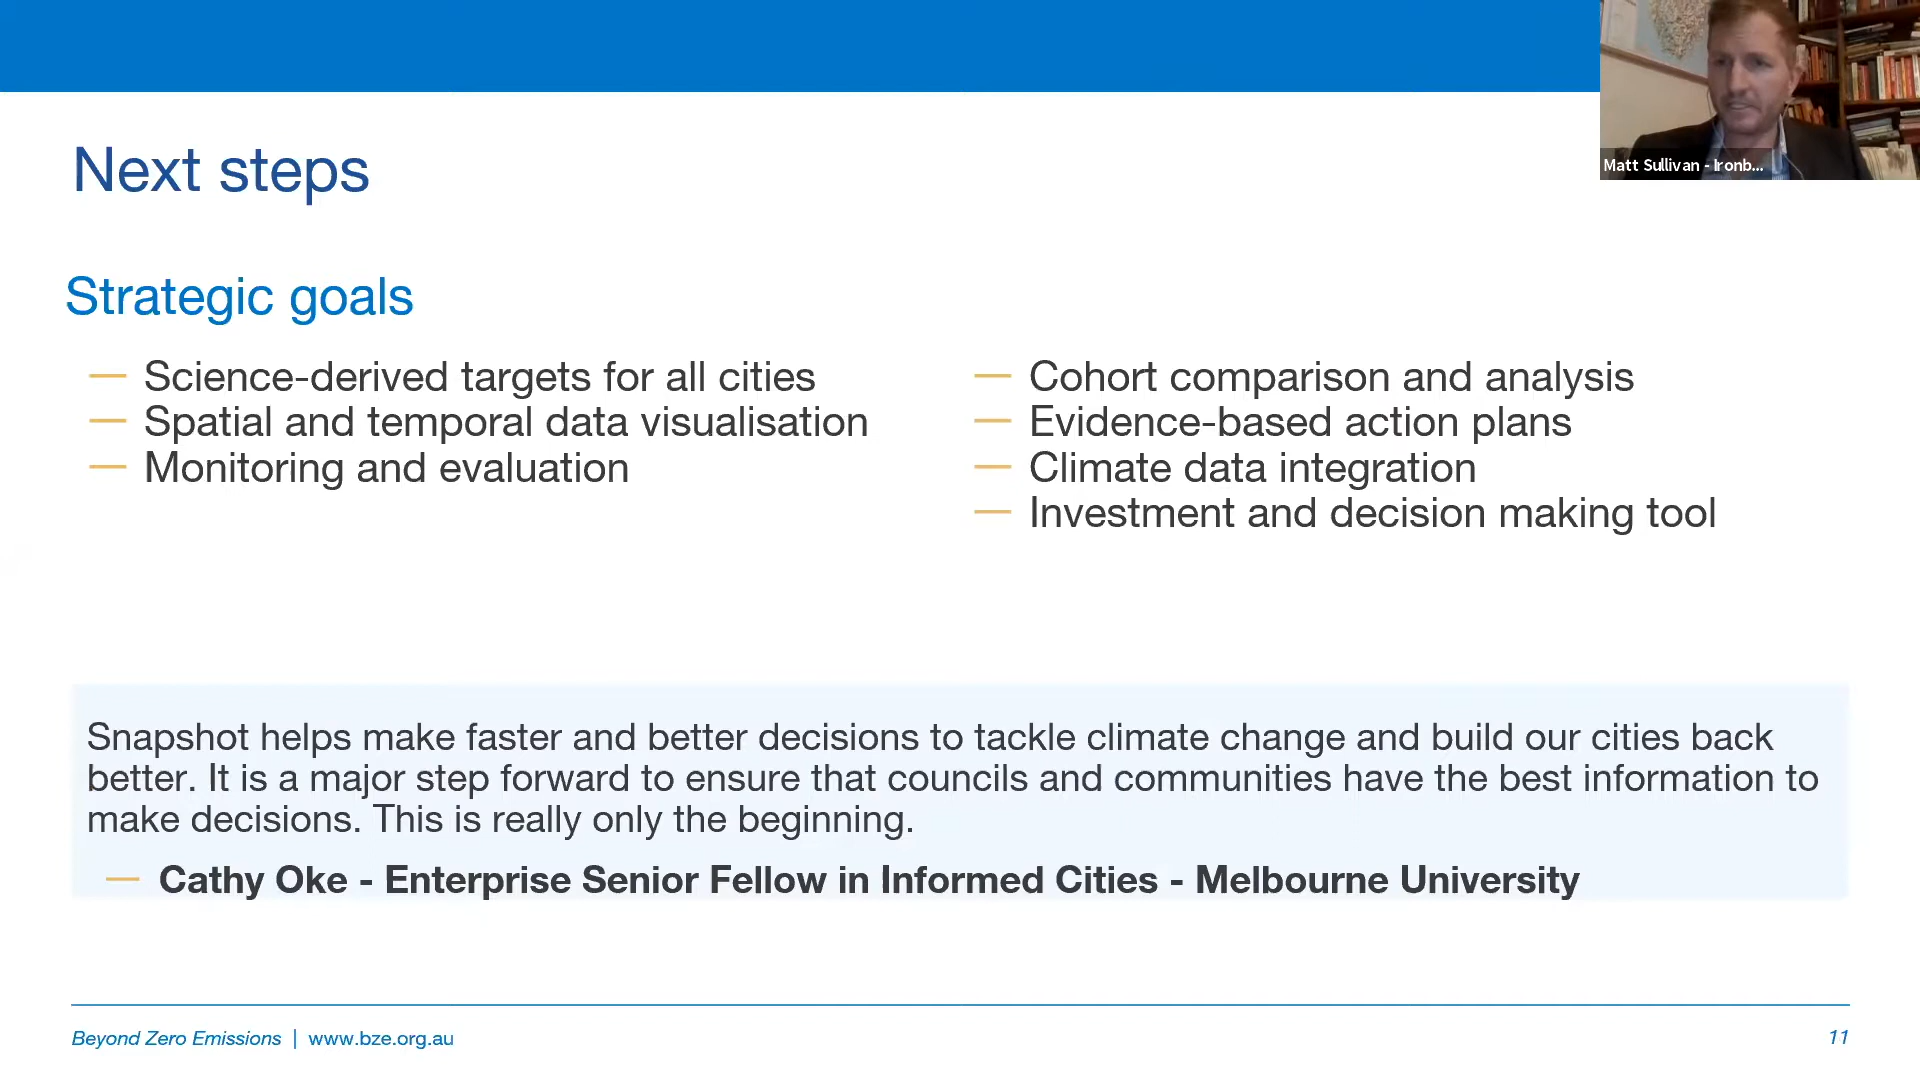 Next steps
Strategic goals
— Science-derived targets for all cities
— Spatial and temporal data visualisation
— Monitoring and evaluation
— Cohort comparison and analysis
— Evidence-based action plans
— Climate data integration
— Investment and decision making tool
Snapshot helps make faster and better decisions to tackle climate change and build our cities back
better. It is a major step forward to ensure that councils and communities have the best information to
make decisions. This is really only the beginning.
— Cathy Oke - Enterprise Senior Fellow in Informed Cities - Melbourne University
Beyond Zero Emissions | www.bze.org.au
11
Matt Sullivan - Ironb...